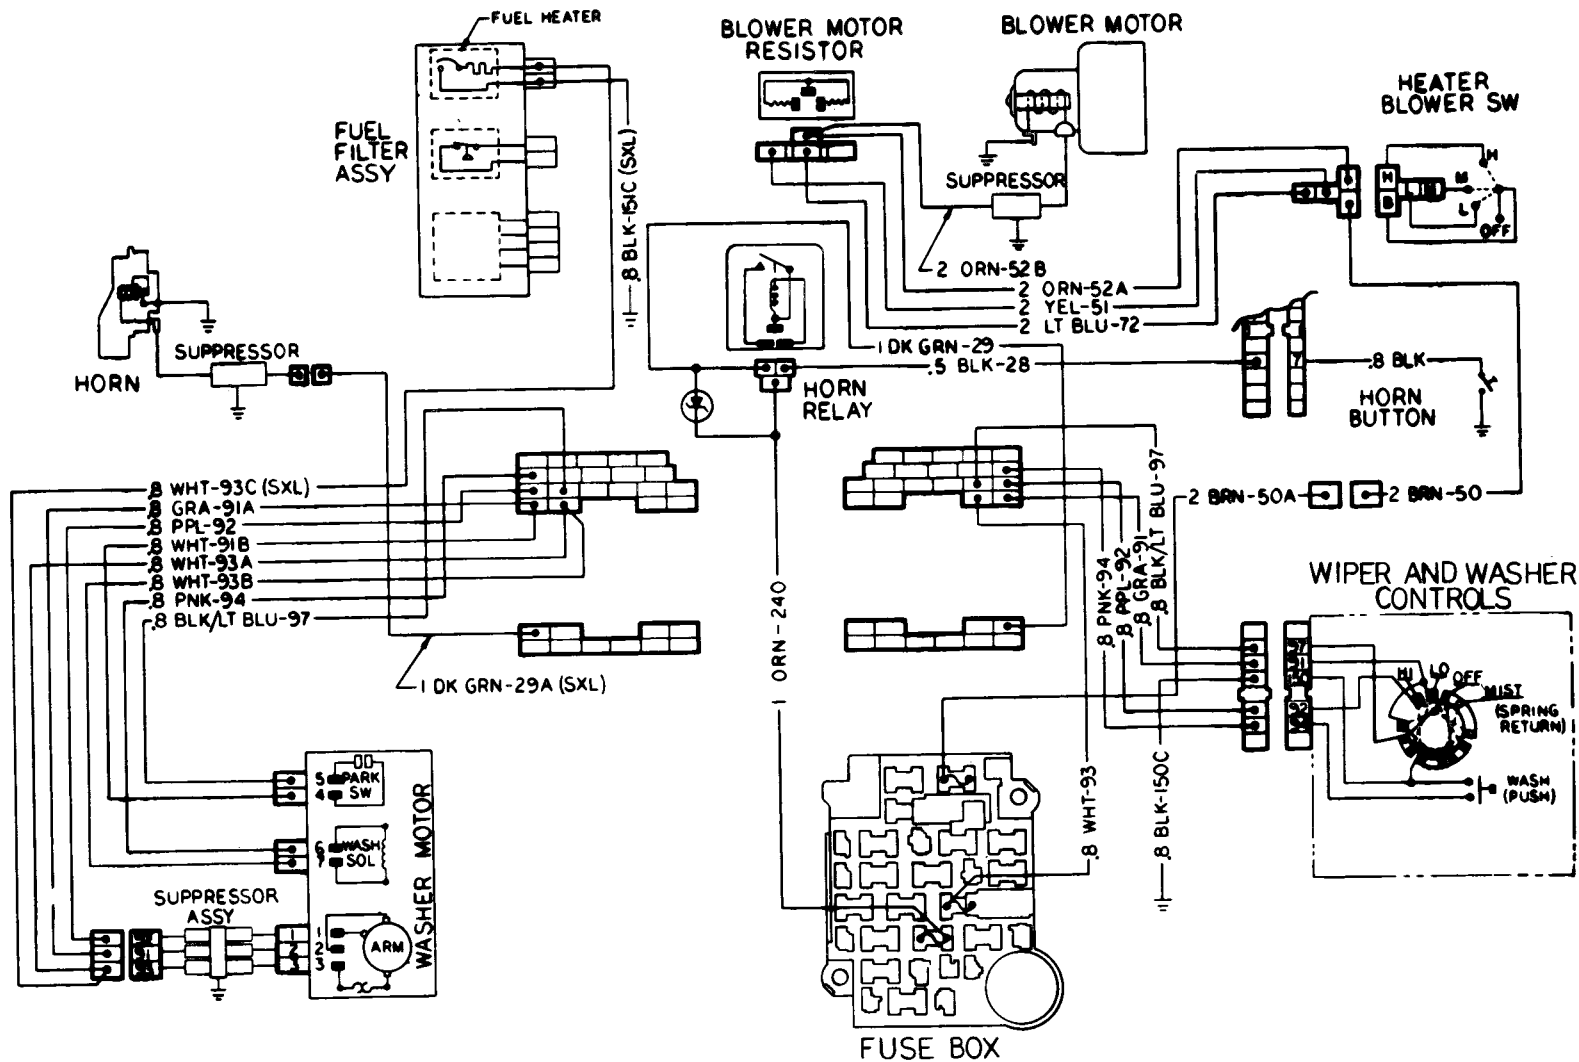 FUEL HEATER
BLOWER MOTOR
RESISTOR
BLOWER MOTOR
HEATER
BLOWER SW
FUEL
FILTER
ASSY
.8 BLK-151C (SXL)
SUPPRESSOR
H
B
H
M
L
OFF
2 ORN-52B
2 ORN-52A
2 YEL-51
2 LT BLU-72
SUPPRESSOR
HORN
1 DK GRN-29
.5 BLK-28
7
.8 BLK
HORN
RELAY
HORN
BUTTON
.8 WHT-93C (SXL)
.8 GRA-91A
.8 PPL-92
.8 WHT-91B
.8 WHT-93A
.8 WHT-93B
.8 PNK-94
.8 BLK/LT BLU-97
2 BRN-50A
2 BRN-50
1 DK GRN-29A (SXL)
1 ORN-240
.8 PNK-94
.8 PPL-92
.8 GRA-91
.8 BLK/LT BLU-97
WIPER AND WASHER
CONTROLS
HI
LO
OFF
MIST
(SPRING
RETURN)
WASH
(PUSH)
5
4
PARK
SW
6
7
WASH
SOL
WASHER MOTOR
SUPPRESSOR
ASSY
1
2
3
1
2
3
ARM
.8 WHT-93
.8 BLK-150C
FUSE BOX